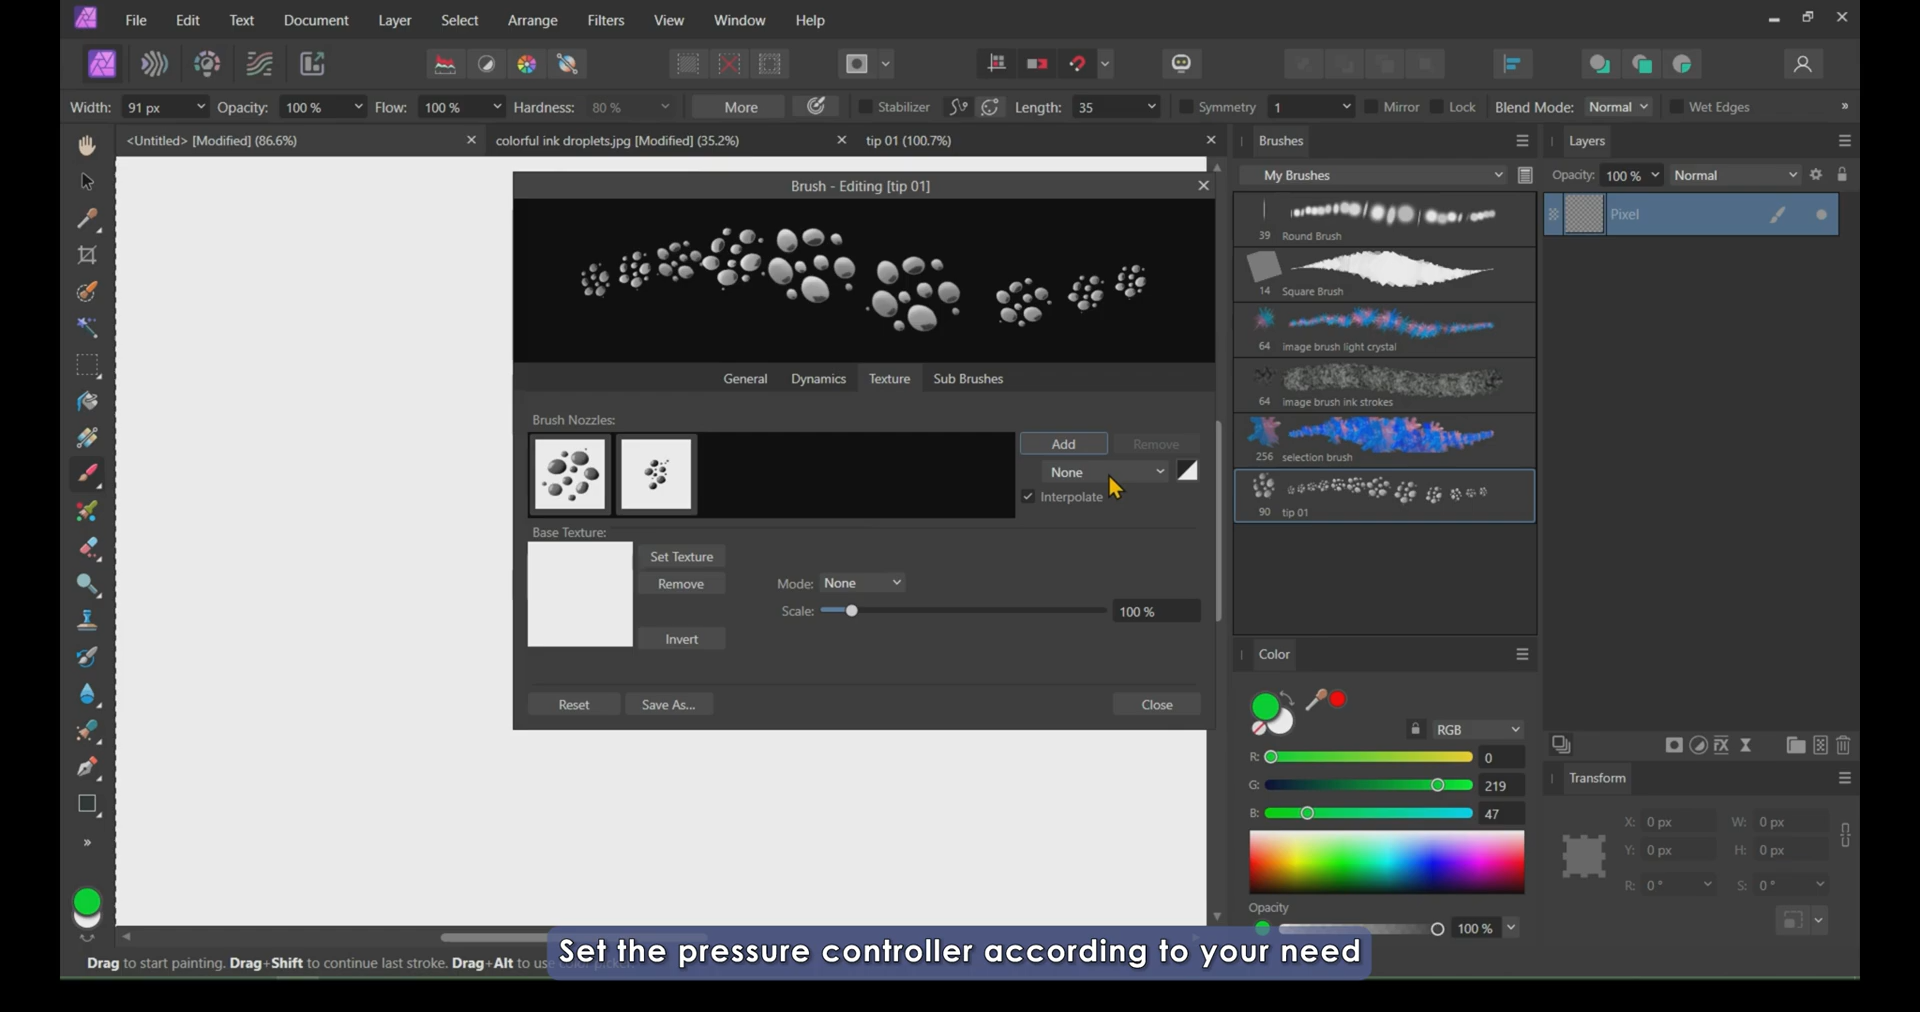 File Edit Text Document Layer Select Arrange Filters View Window Help
Width: 91 px Opacity: 100 % Flow: 100 % Hardness: 80 % More Stabilizer Length: 35 Symmetry 1 Mirror Lock Blend Mode: Normal Wet Edges »
<Untitled> [Modified] (86.6%) colorful ink droplets.jpg [Modified] (35.2%) tip 01 (100.7%)
Brush - Editing [tip 01]
General Dynamics Texture Sub Brushes
Brush Nozzles:
Add Remove
None
Interpolate
Base Texture:
Set Texture
Remove
Mode: None
Scale: 100 %
Invert
Reset Save As... Close
Brushes
My Brushes
39 Round Brush
14 Square Brush
64 image brush light crystal
64 image brush ink strokes
256 selection brush
90 tip 01
Color
RGB
R: 0
G: 219
B: 47
Opacity
100 %
Layers
Opacity: 100 % Normal
Pixel
Transform
X: 0 px W: 0 px
Y: 0 px H: 0 px
R: 0 ° S: 0 °
Drag to start painting. Drag+Shift to continue last stroke. Drag+Alt to use
Set the pressure controller according to your need